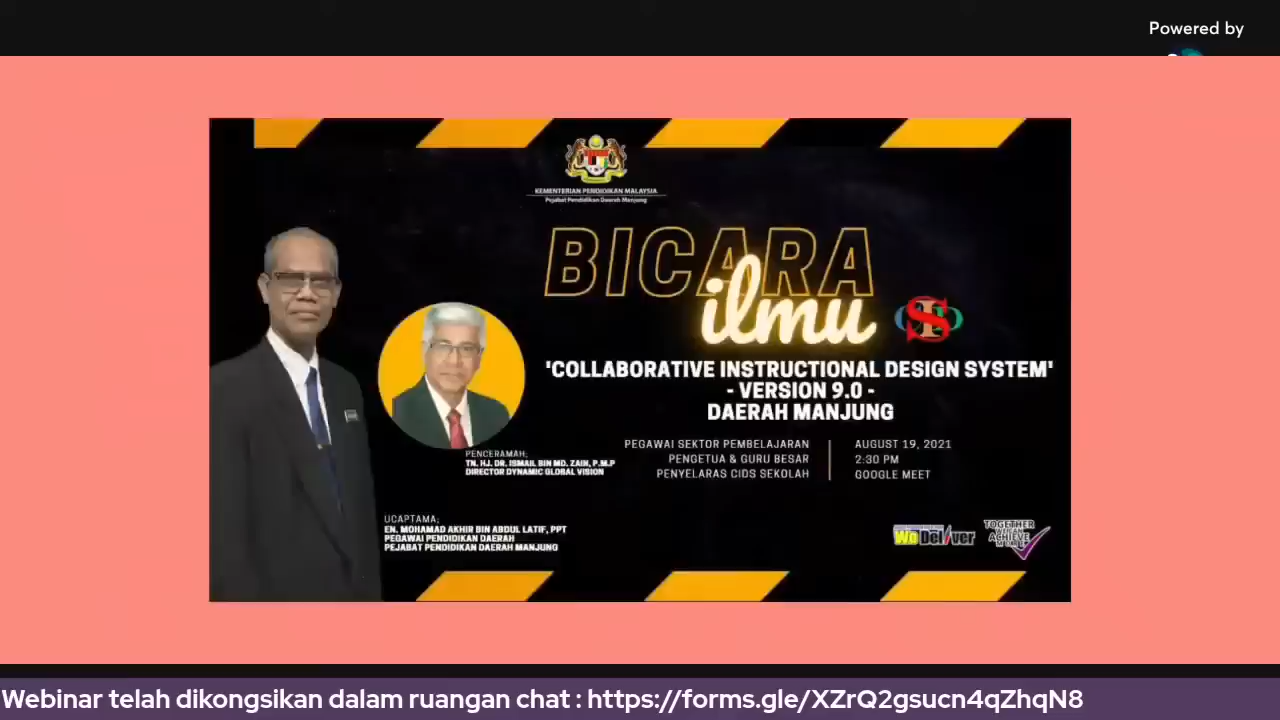 Powered by
KEMENTERIAN PENDIDIKAN MALAYSIA
Pejabat Pendidikan Daerah Manjung
BICARA
ilmu
'COLLABORATIVE INSTRUCTIONAL DESIGN SYSTEM'
- VERSION 9.0 -
DAERAH MANJUNG
PEGAWAI SEKTOR PEMBELAJARAN
PENGETUA & GURU BESAR
PENYELARAS CIDS SEKOLAH
AUGUST 19, 2021
2:30 PM
GOOGLE MEET
PENCERAMAH;
TN. HJ. DR. ISMAIL BIN MD. ZAIN, P.M.P
DIRECTOR DYNAMIC GLOBAL VISION
UCAPTAMA;
EN. MOHAMAD AKHIR BIN ABDUL LATIF, PPT
PEGAWAI PENDIDIKAN DAERAH
PEJABAT PENDIDIKAN DAERAH MANJUNG
We Deliver
TOGETHER
ACHIEVE
Webinar telah dikongsikan dalam ruangan chat : https://forms.gle/XZrQ2gsucn4qZhqN8